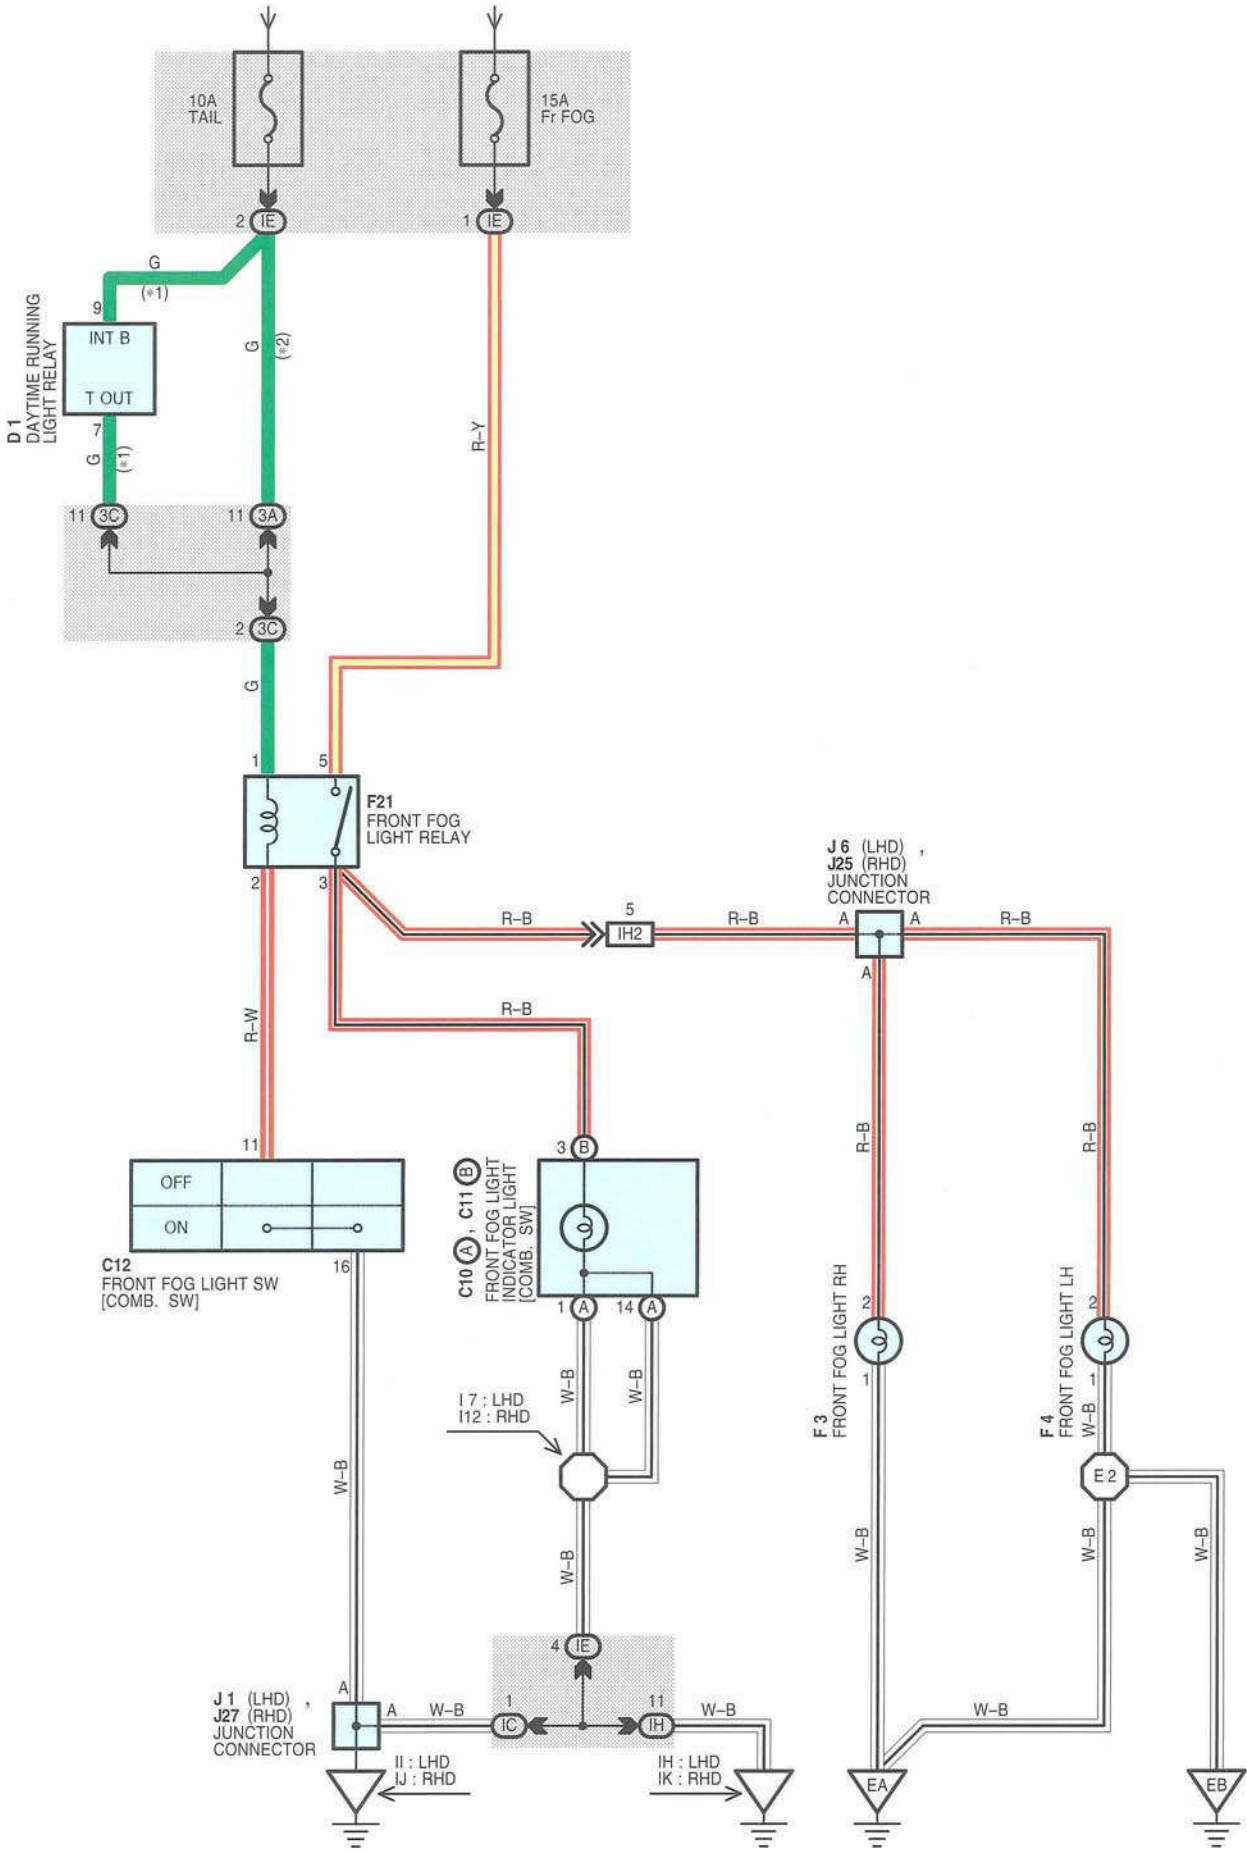 10A
TAIL
15A
Fr FOG
2 IE
1 IE
G
(*1)
9
INT B
T OUT
D 1
DAYTIME RUNNING
LIGHT RELAY
7
G
(*1)
G
(*2)
R–Y
11 3C
11 3A
2 3C
G
1
5
F21
FRONT FOG
LIGHT RELAY
2
3
J 6 (LHD) ,
J25 (RHD)
JUNCTION
CONNECTOR
R–B
5
IH2
R–B
A
A
R–B
A
R–W
R–B
R–B
R–B
11
OFF
ON
C12
FRONT FOG LIGHT SW
[COMB. SW]
16
3 B
C10 A , C11 B
FRONT FOG LIGHT
INDICATOR LIGHT
[COMB. SW]
1 A
14 A
2
1
F 3
FRONT FOG LIGHT RH
2
1
F 4
FRONT FOG LIGHT LH
W–B
W–B
W–B
I 7 : LHD
I12 : RHD
E 2
W–B
W–B
W–B
W–B
W–B
4 IE
J 1 (LHD) ,
J27 (RHD)
JUNCTION
CONNECTOR
A
A
W–B
1
IC
11
IH
W–B
W–B
II : LHD
IJ : RHD
IH : LHD
IK : RHD
EA
EB